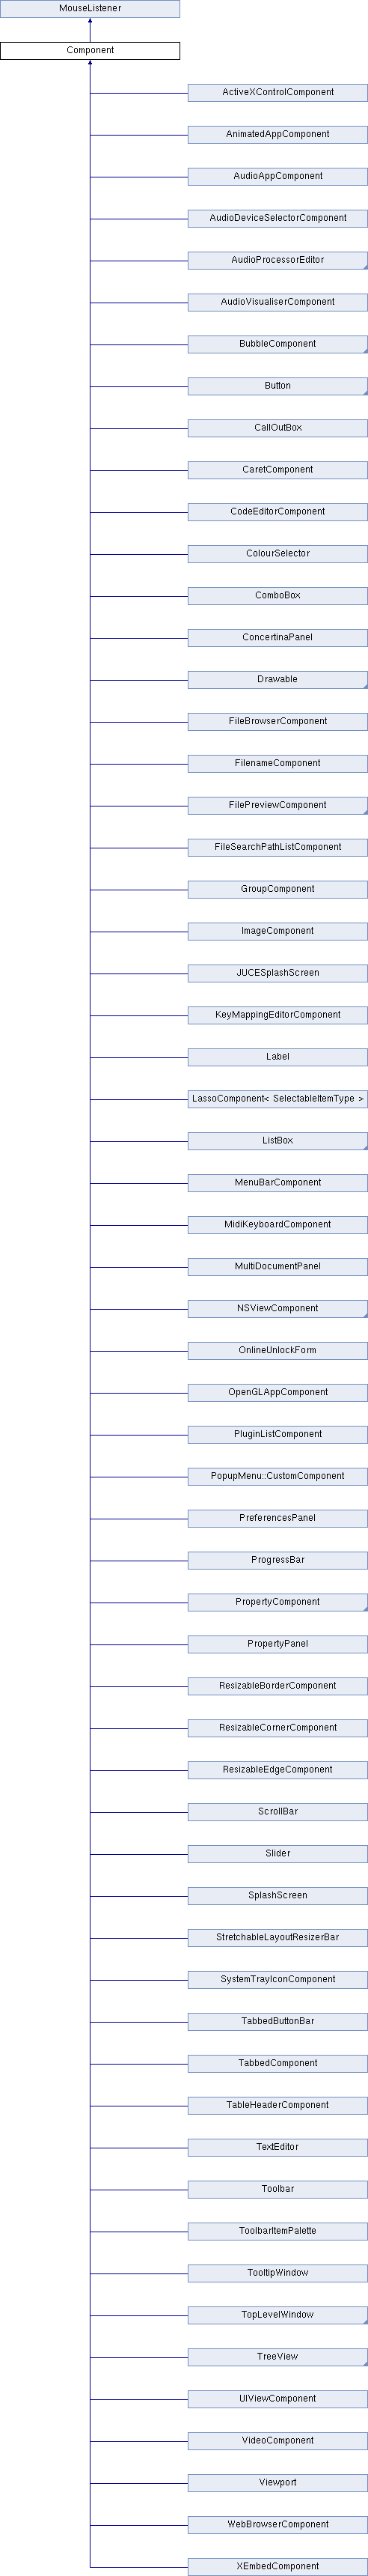 MouseListener
Component
ActiveXControlComponent
AnimatedAppComponent
AudioAppComponent
AudioDeviceSelectorComponent
AudioProcessorEditor
AudioVisualiserComponent
BubbleComponent
Button
CallOutBox
CaretComponent
CodeEditorComponent
ColourSelector
ComboBox
ConcertinaPanel
Drawable
FileBrowserComponent
FilenameComponent
FilePreviewComponent
FileSearchPathListComponent
GroupComponent
ImageComponent
JUCESplashScreen
KeyMappingEditorComponent
Label
LassoComponent< SelectableItemType >
ListBox
MenuBarComponent
MidiKeyboardComponent
MultiDocumentPanel
NSViewComponent
OnlineUnlockForm
OpenGLAppComponent
PluginListComponent
PopupMenu::CustomComponent
PreferencesPanel
ProgressBar
PropertyComponent
PropertyPanel
ResizableBorderComponent
ResizableCornerComponent
ResizableEdgeComponent
ScrollBar
Slider
SplashScreen
StretchableLayoutResizerBar
SystemTrayIconComponent
TabbedButtonBar
TabbedComponent
TableHeaderComponent
TextEditor
Toolbar
ToolbarItemPalette
TooltipWindow
TopLevelWindow
TreeView
UIViewComponent
VideoComponent
Viewport
WebBrowserComponent
XEmbedComponent